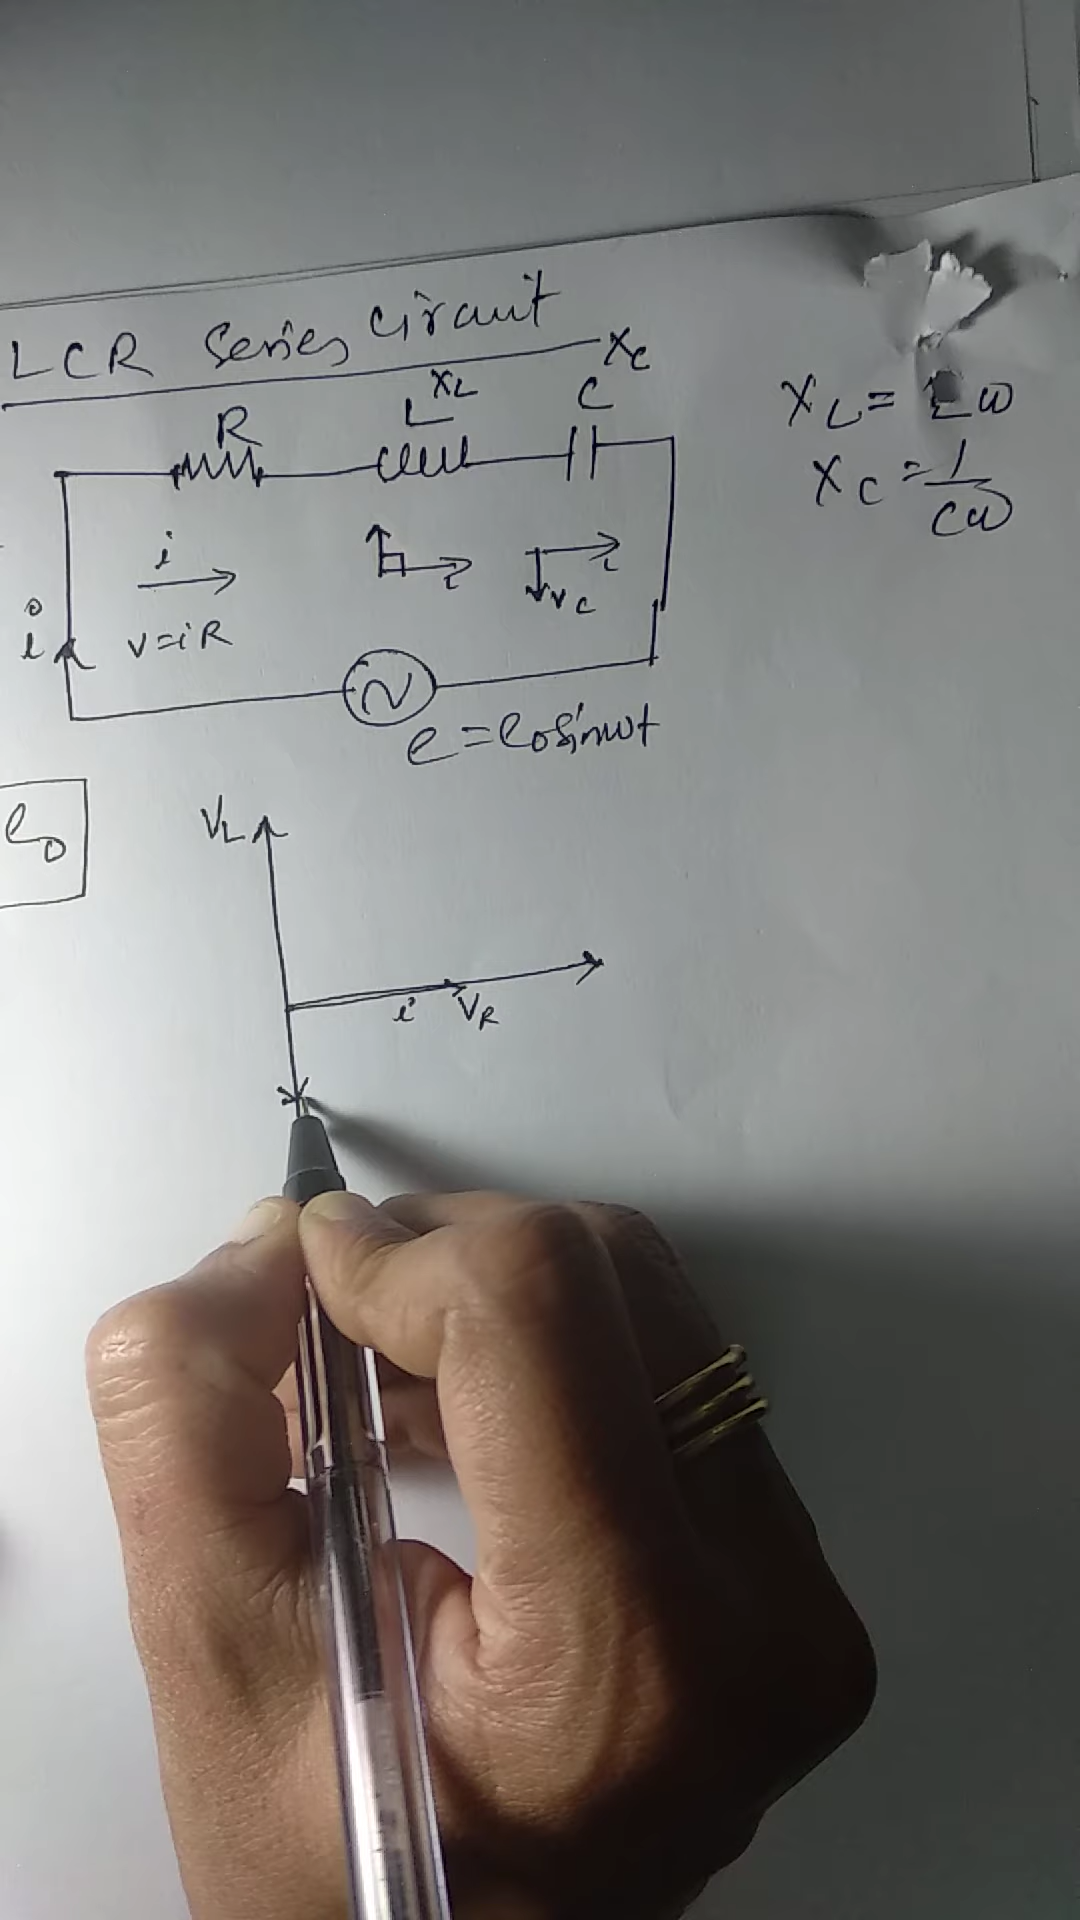 LCR Series Circuit
R
L XL
C XC
XL = Lω
XC = 1/Cω
i
V=iR
i
i
i
VC
e = e0 sinωt
e0
VL
i VR